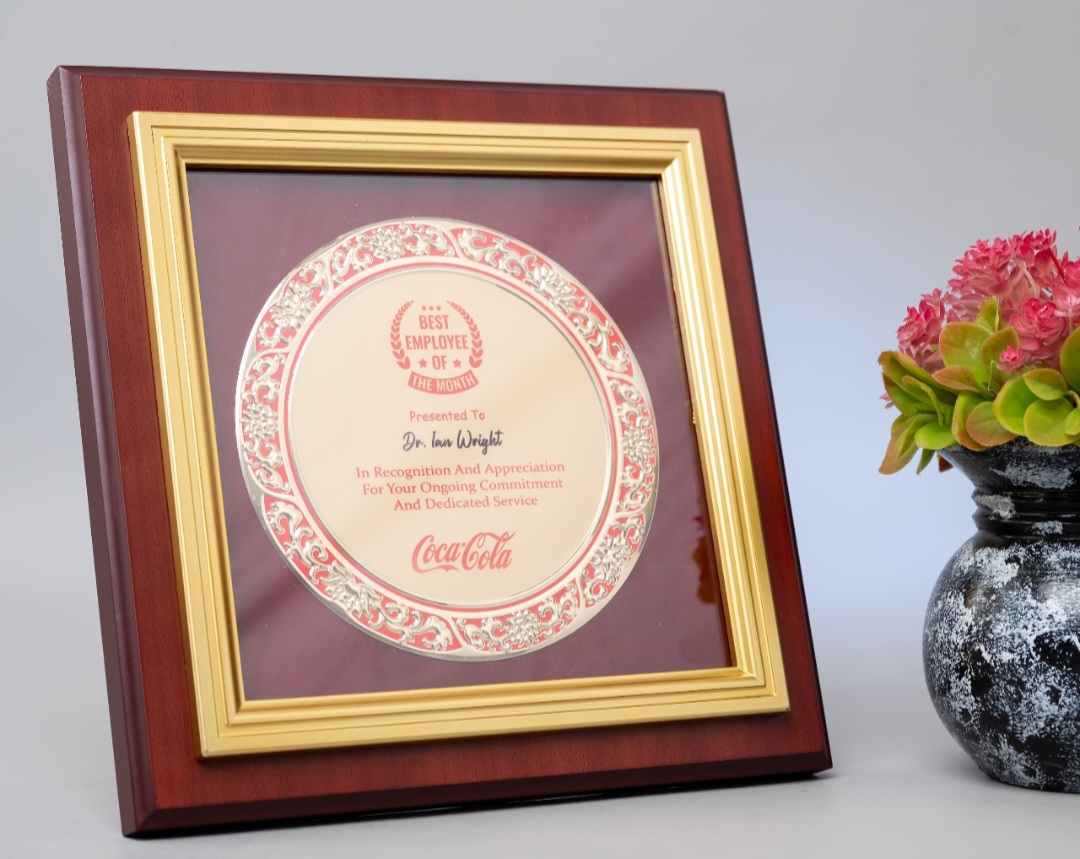 BEST
EMPLOYEE
OF
THE MONTH
Presented To
Dr. Ian Wright
In Recognition And Appreciation
For Your Ongoing Commitment
And Dedicated Service
Coca-Cola